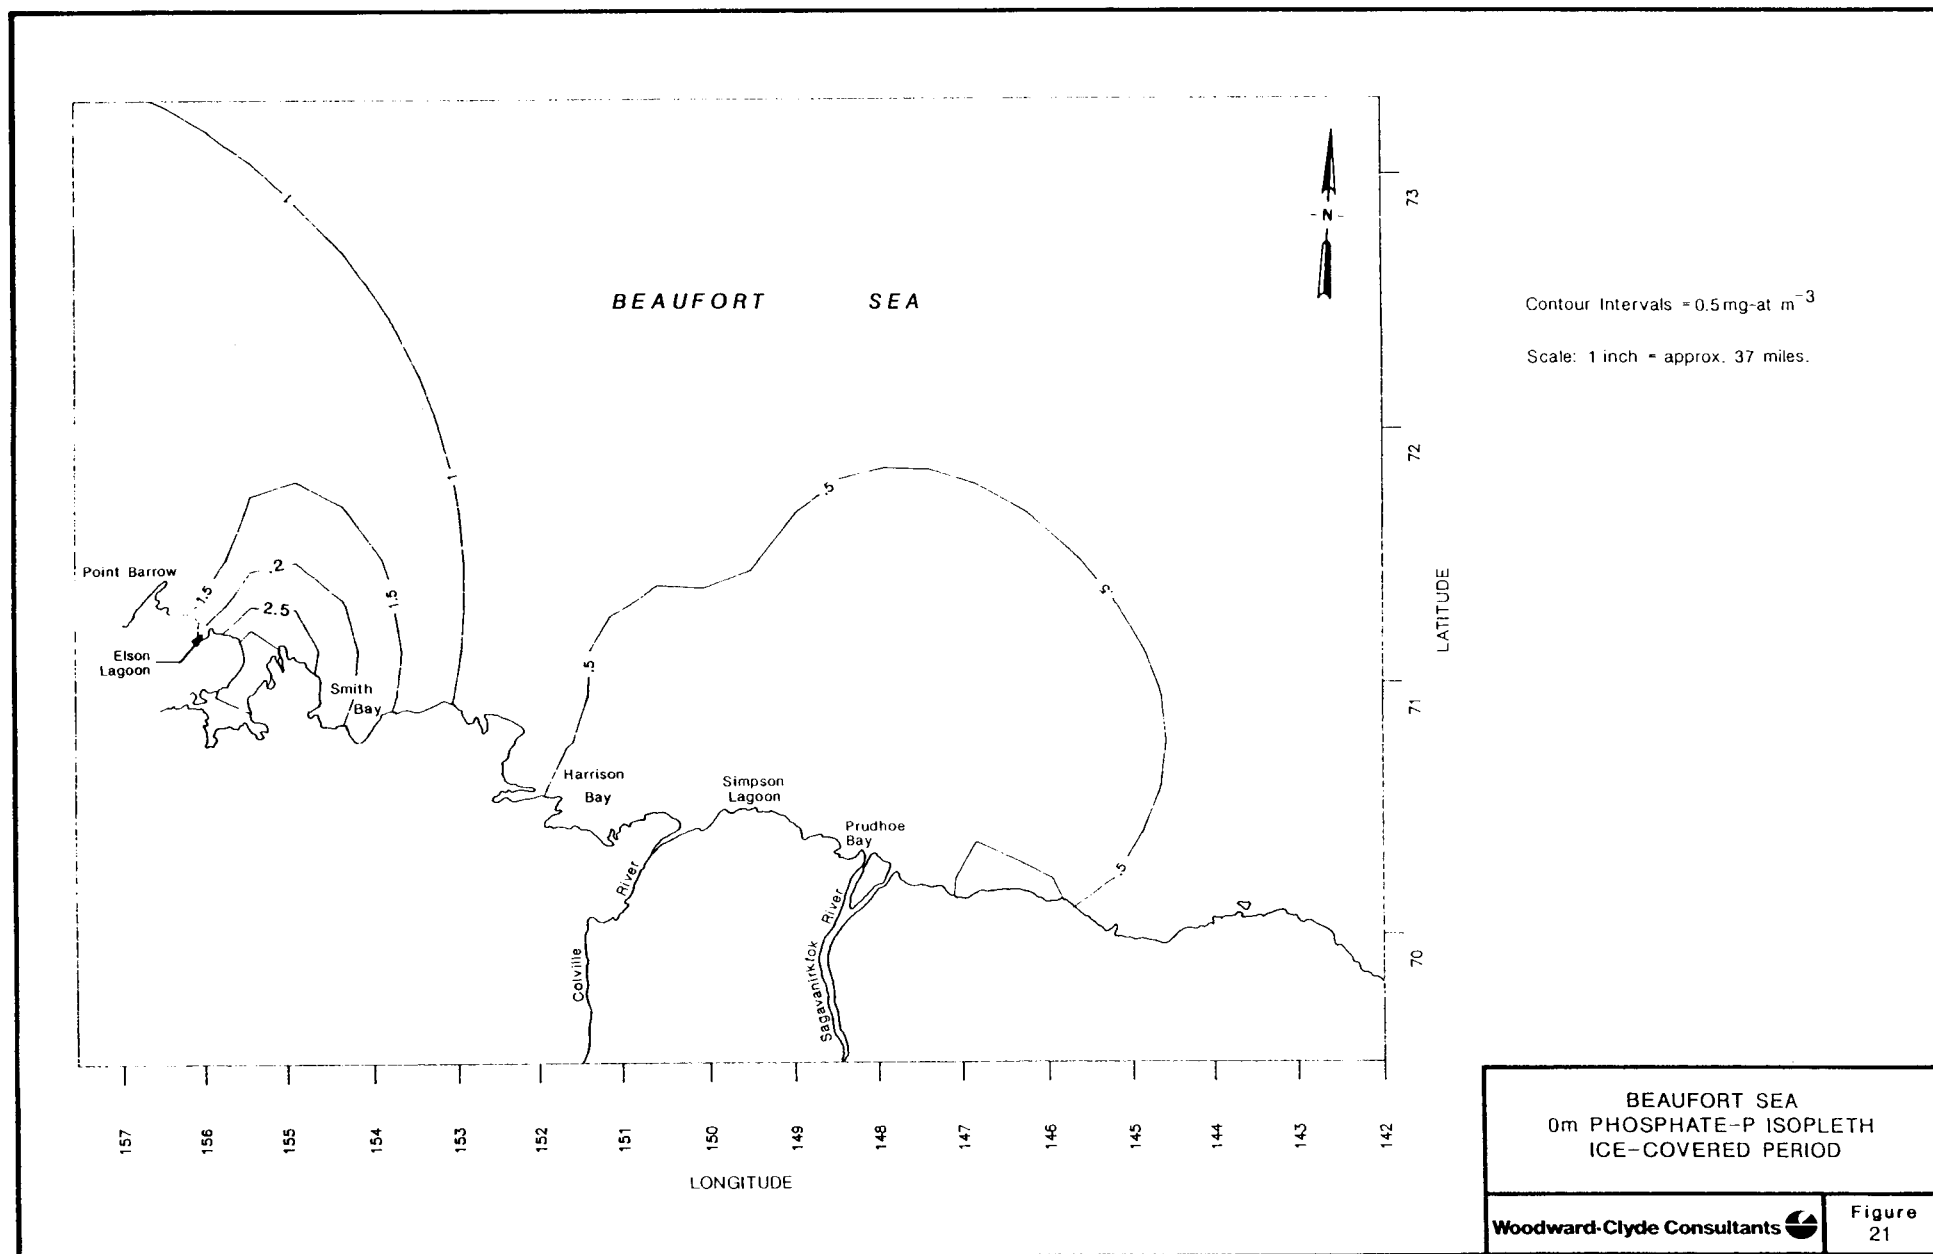 BEAUFORT SEA
-N-
Contour Intervals = 0.5 mg-at m-3
Scale: 1 inch = approx. 37 miles.
1
1
.5
.5
.5
.5
1.5
1.5
.2
2.5
Point Barrow
Elson
Lagoon
Smith
Bay
Harrison
Bay
Simpson
Lagoon
Prudhoe
Bay
Colville River
Sagavanirktok River
73
72
71
70
LATITUDE
157 156 155 154 153 152 151 150 149 148 147 146 145 144 143 142
LONGITUDE
BEAUFORT SEA
0m PHOSPHATE-P ISOPLETH
ICE-COVERED PERIOD
Woodward-Clyde Consultants
Figure
21